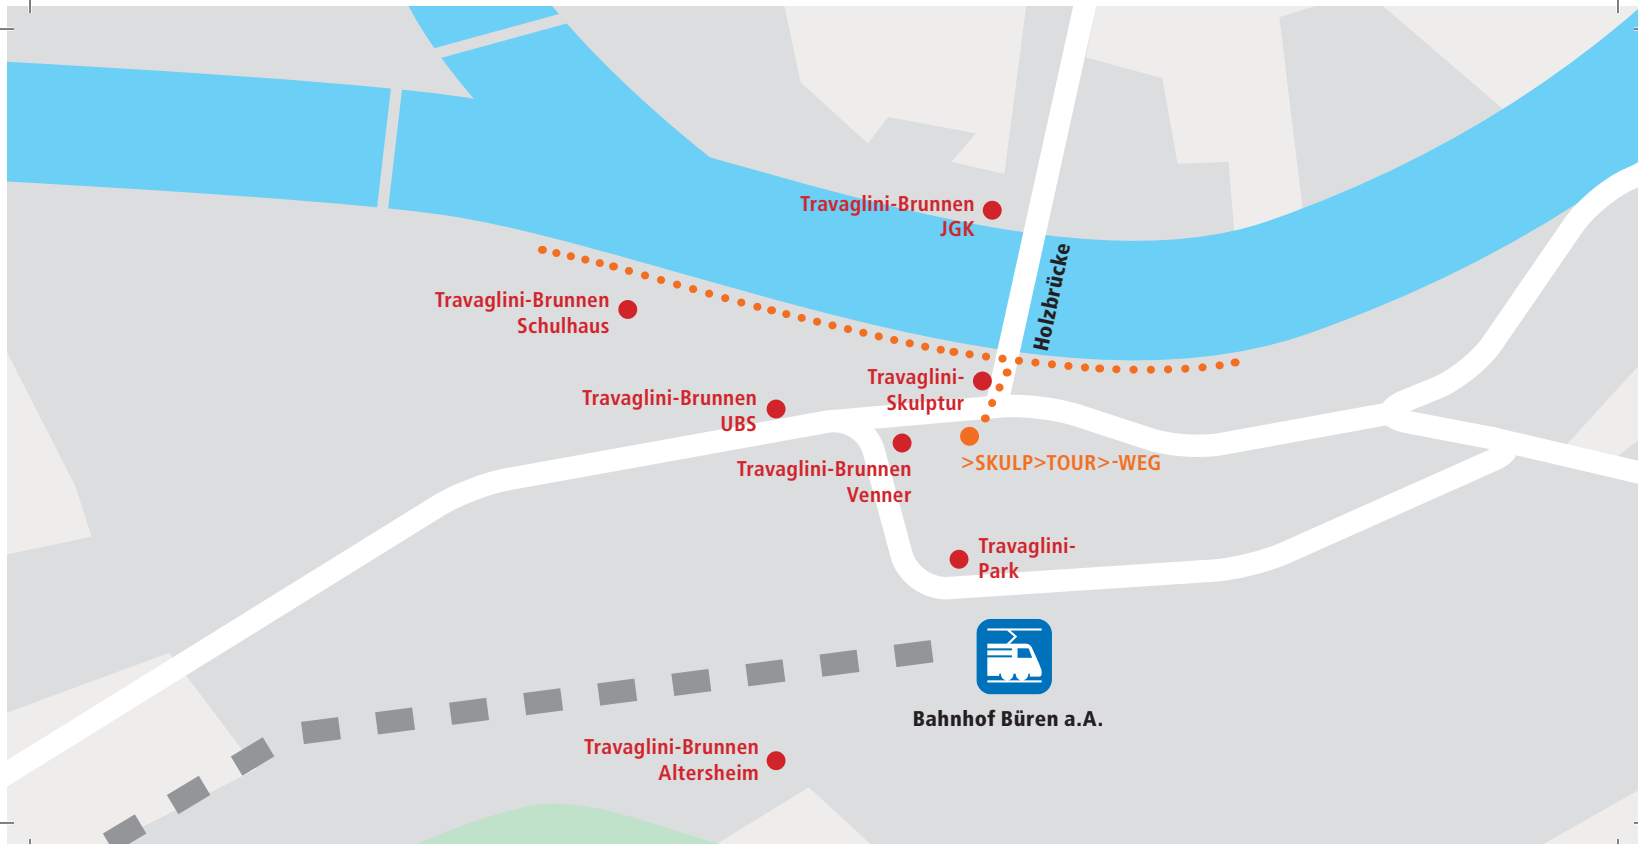 Travaglini-Brunnen
JGK
Holzbrücke
Travaglini-Brunnen
Schulhaus
Travaglini-
Skulptur
Travaglini-Brunnen
UBS
>SKULP>TOUR>-WEG
Travaglini-Brunnen
Venner
Travaglini-
Park
Bahnhof Büren a.A.
Travaglini-Brunnen
Altersheim